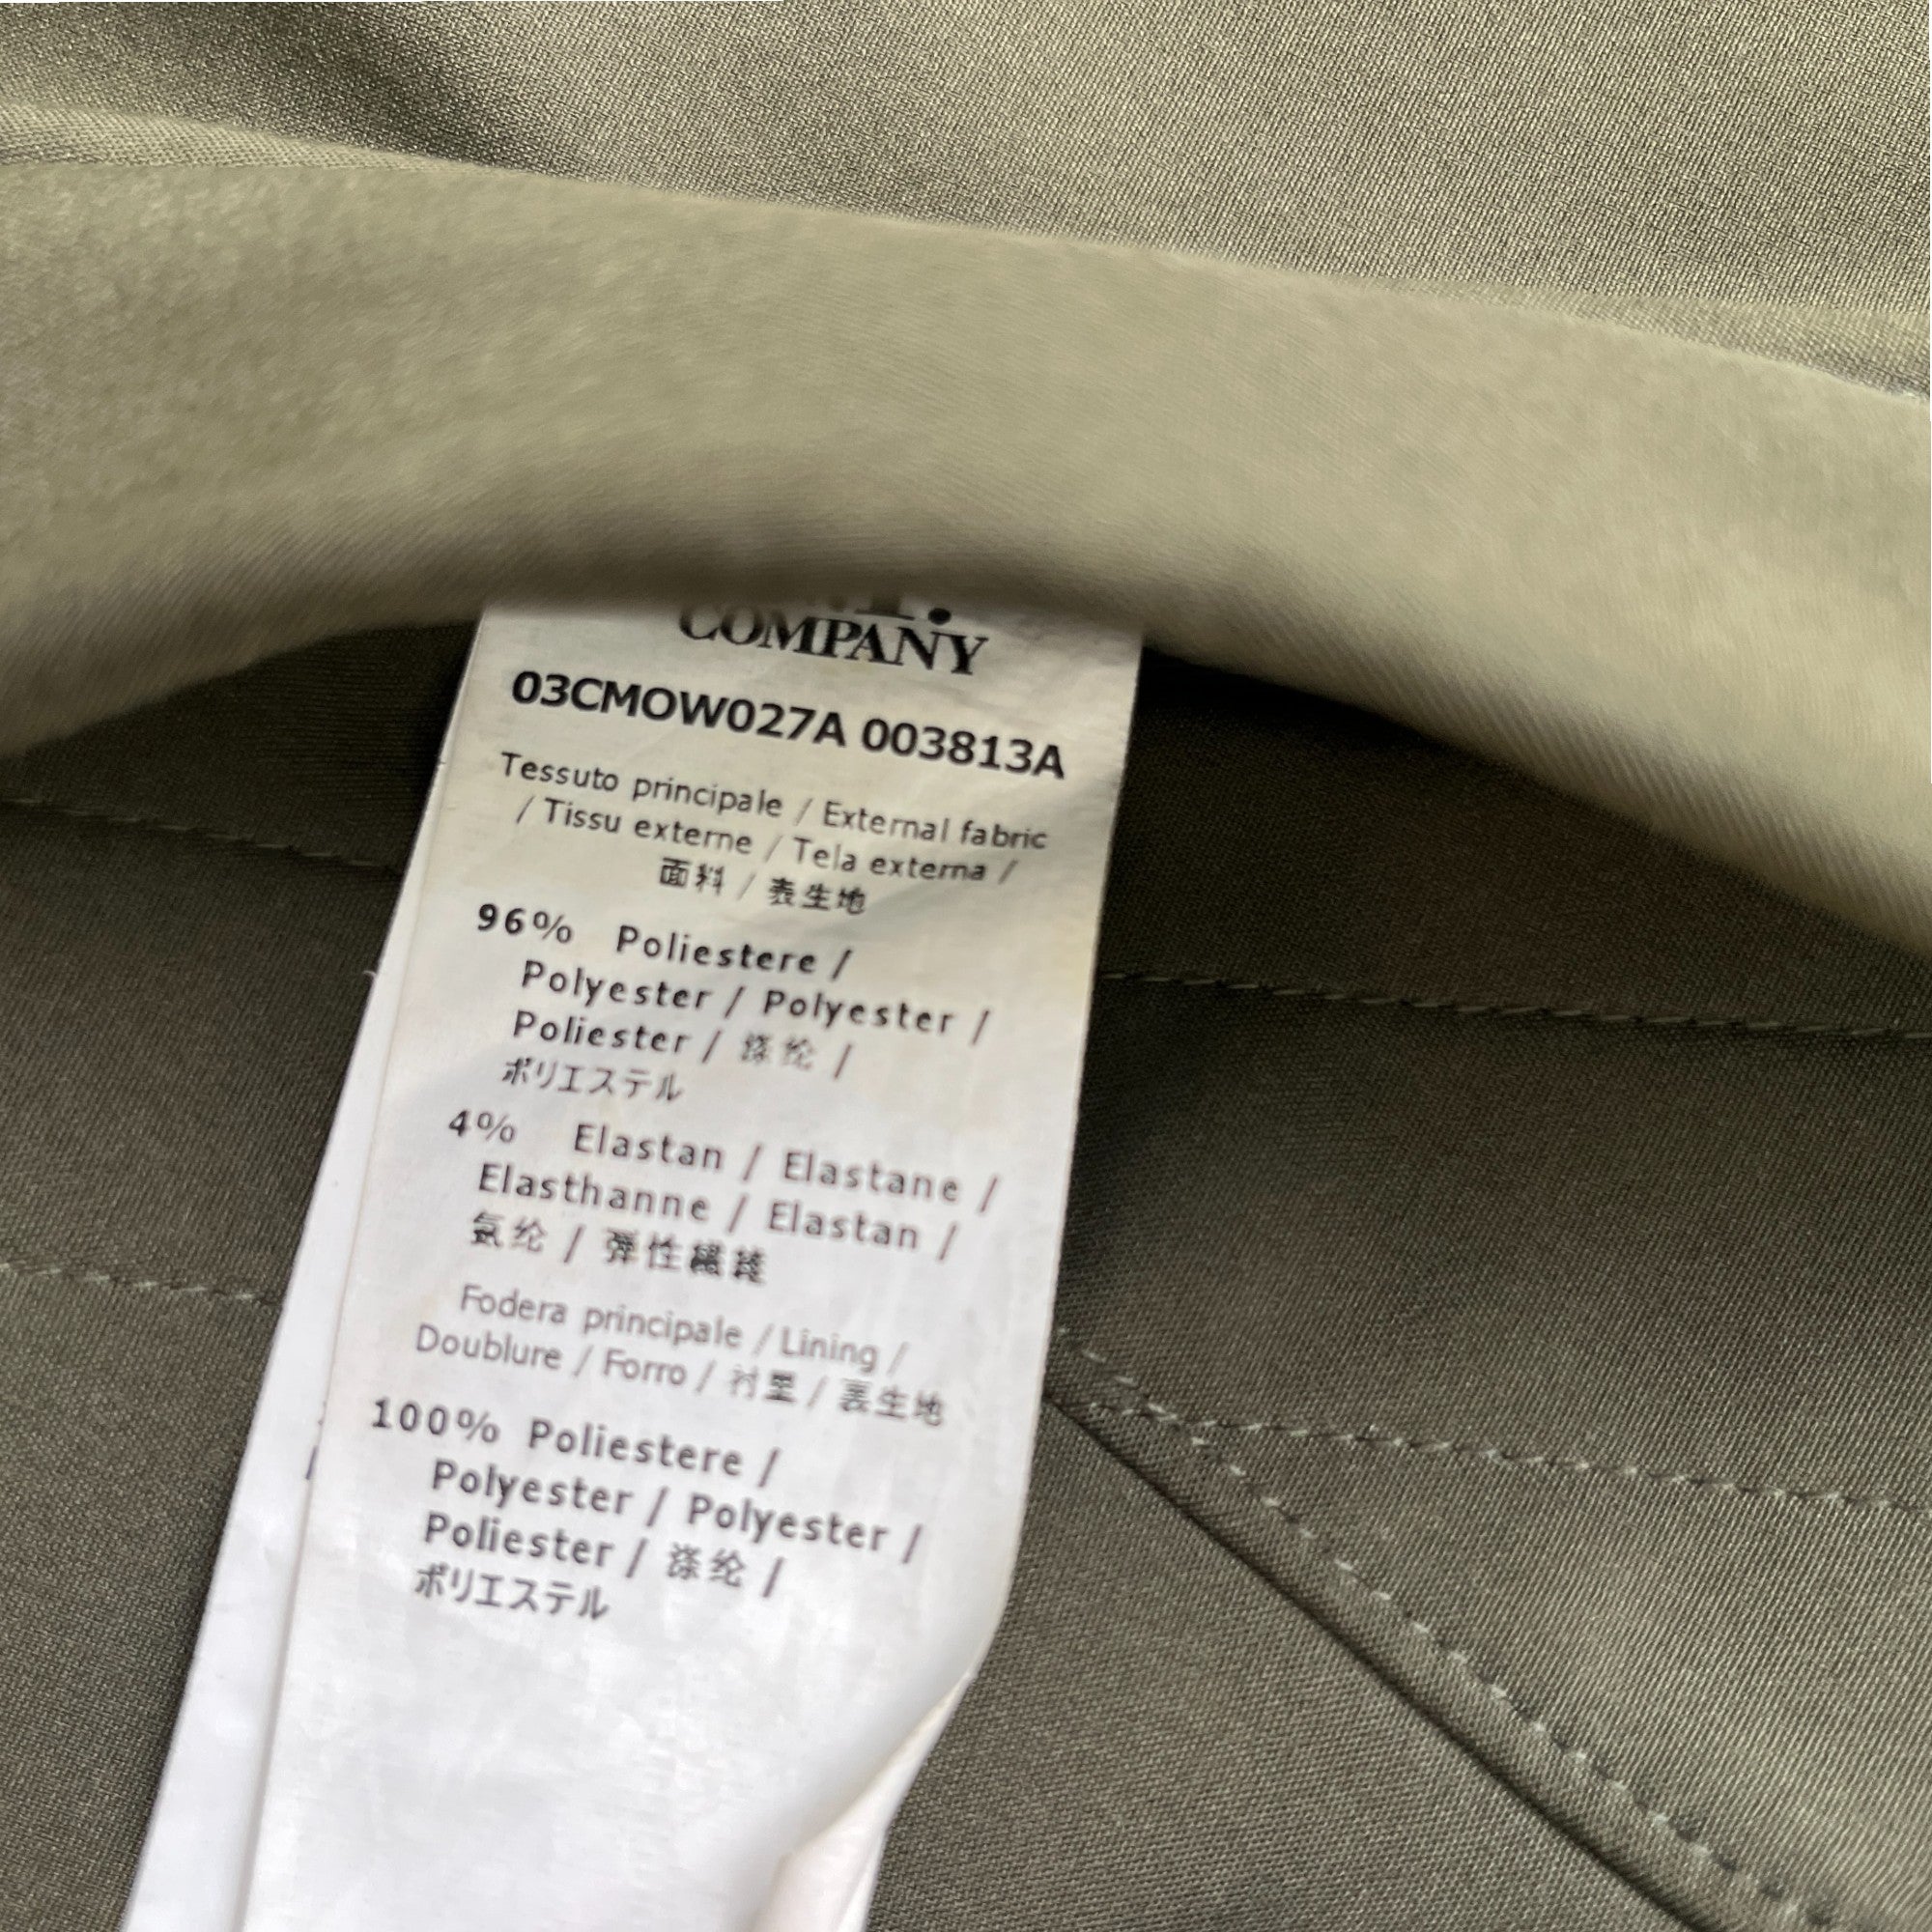 COMPANY
03CMOW027A 003813A
Tessuto principale / External fabric
/ Tissu externe / Tela externa /
面料 / 表生地
96% Poliestere /
Polyester / Polyester /
Poliester / 涤纶 /
ポリエステル
4% Elastan / Elastane /
Elasthanne / Elastan /
氨纶 / 弾性繊維
Fodera principale / Lining /
Doublure / Forro / 衬里 / 裏生地
100% Poliestere /
Polyester / Polyester /
Poliester / 涤纶 /
ポリエステル